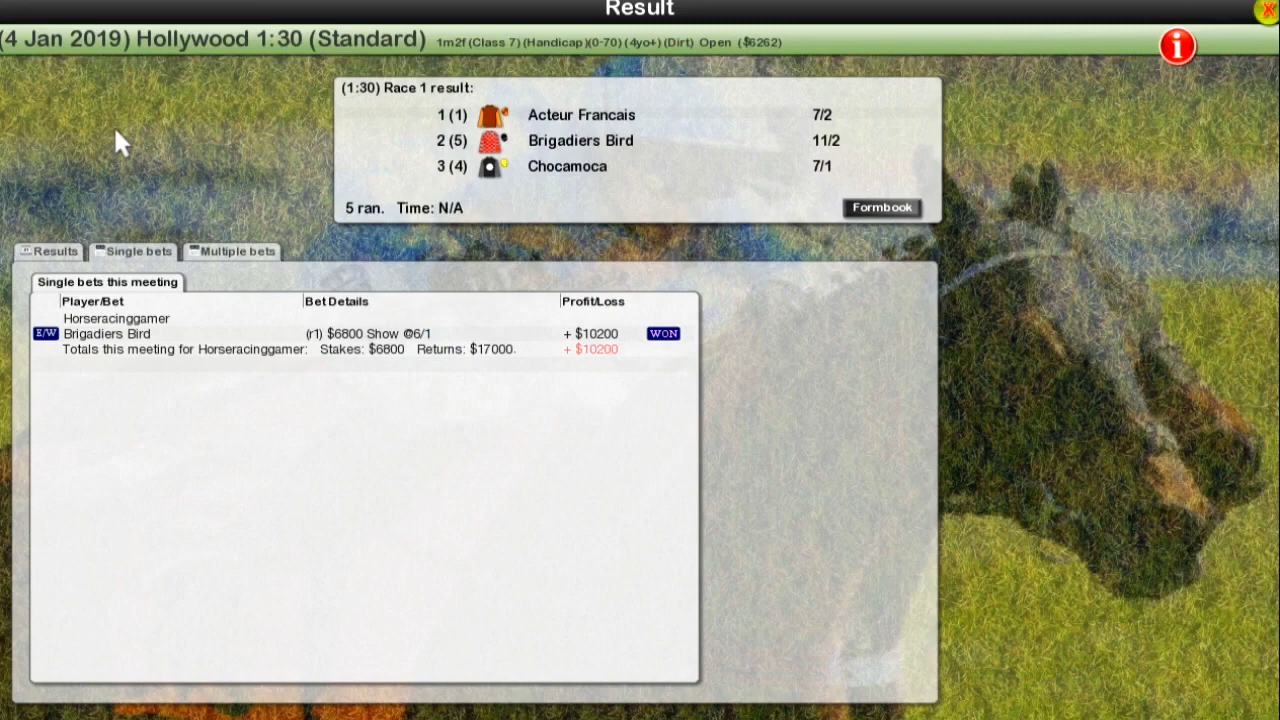 Result
(4 Jan 2019) Hollywood 1:30 (Standard) 1m2f (Class 7) (Handicap)(0-70) (4yo+) (Dirt) Open ($6262)
(1:30) Race 1 result:
1 (1) Acteur Francais 7/2
2 (5) Brigadiers Bird 11/2
3 (4) Chocamoca 7/1
5 ran. Time: N/A Formbook
Results Single bets Multiple bets
Single bets this meeting
Player/Bet Bet Details Profit/Loss
Horseracinggamer
E/W Brigadiers Bird (r1) $6800 Show @6/1 + $10200 WON
Totals this meeting for Horseracinggamer: Stakes: $6800 Returns: $17000. + $10200